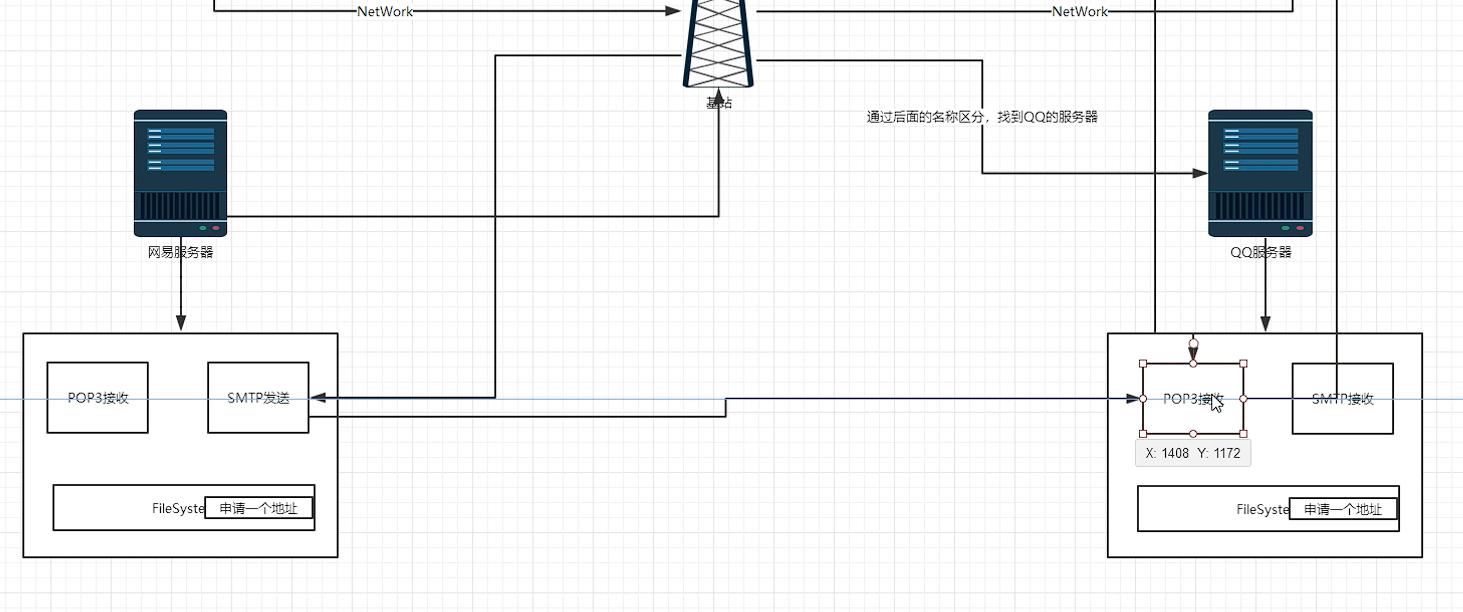 NetWork
NetWork
基站
通过后面的名称区分，找到QQ的服务器
网易服务器
QQ服务器
POP3接收
SMTP发送
POP3接收
SMTP接收
X: 1408 Y: 1172
FileSyste
申请一个地址
FileSyste
申请一个地址